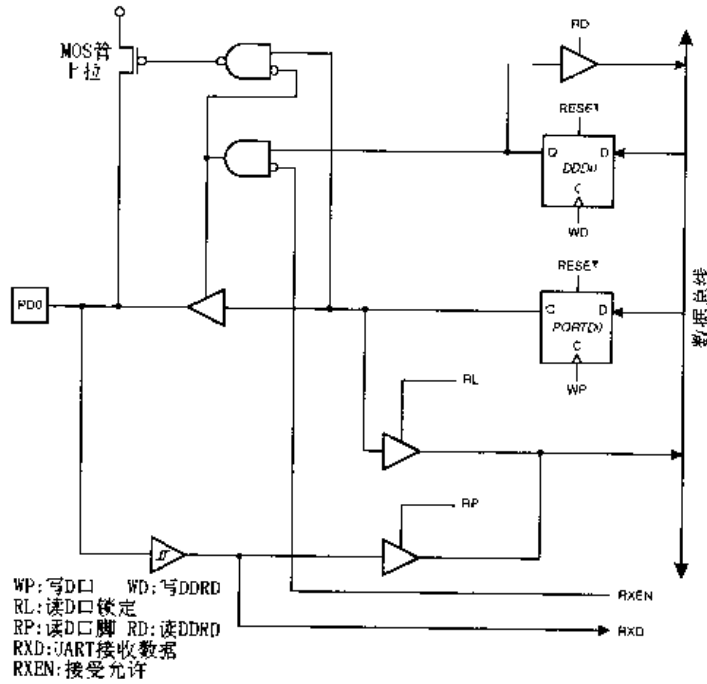 RD
MOS管
上拉
RESET
Q D
DDD0
C
WD
RESET
PD0
Q D
PORTD0
C
数据总线
WP
RL
RP
WP:写D口 WD:写DDRD
RL:读D口锁定
RXEN
RP:读D口脚 RD:读DDRD
RXD
RXD:UART接收数据
RXEN:接受允许